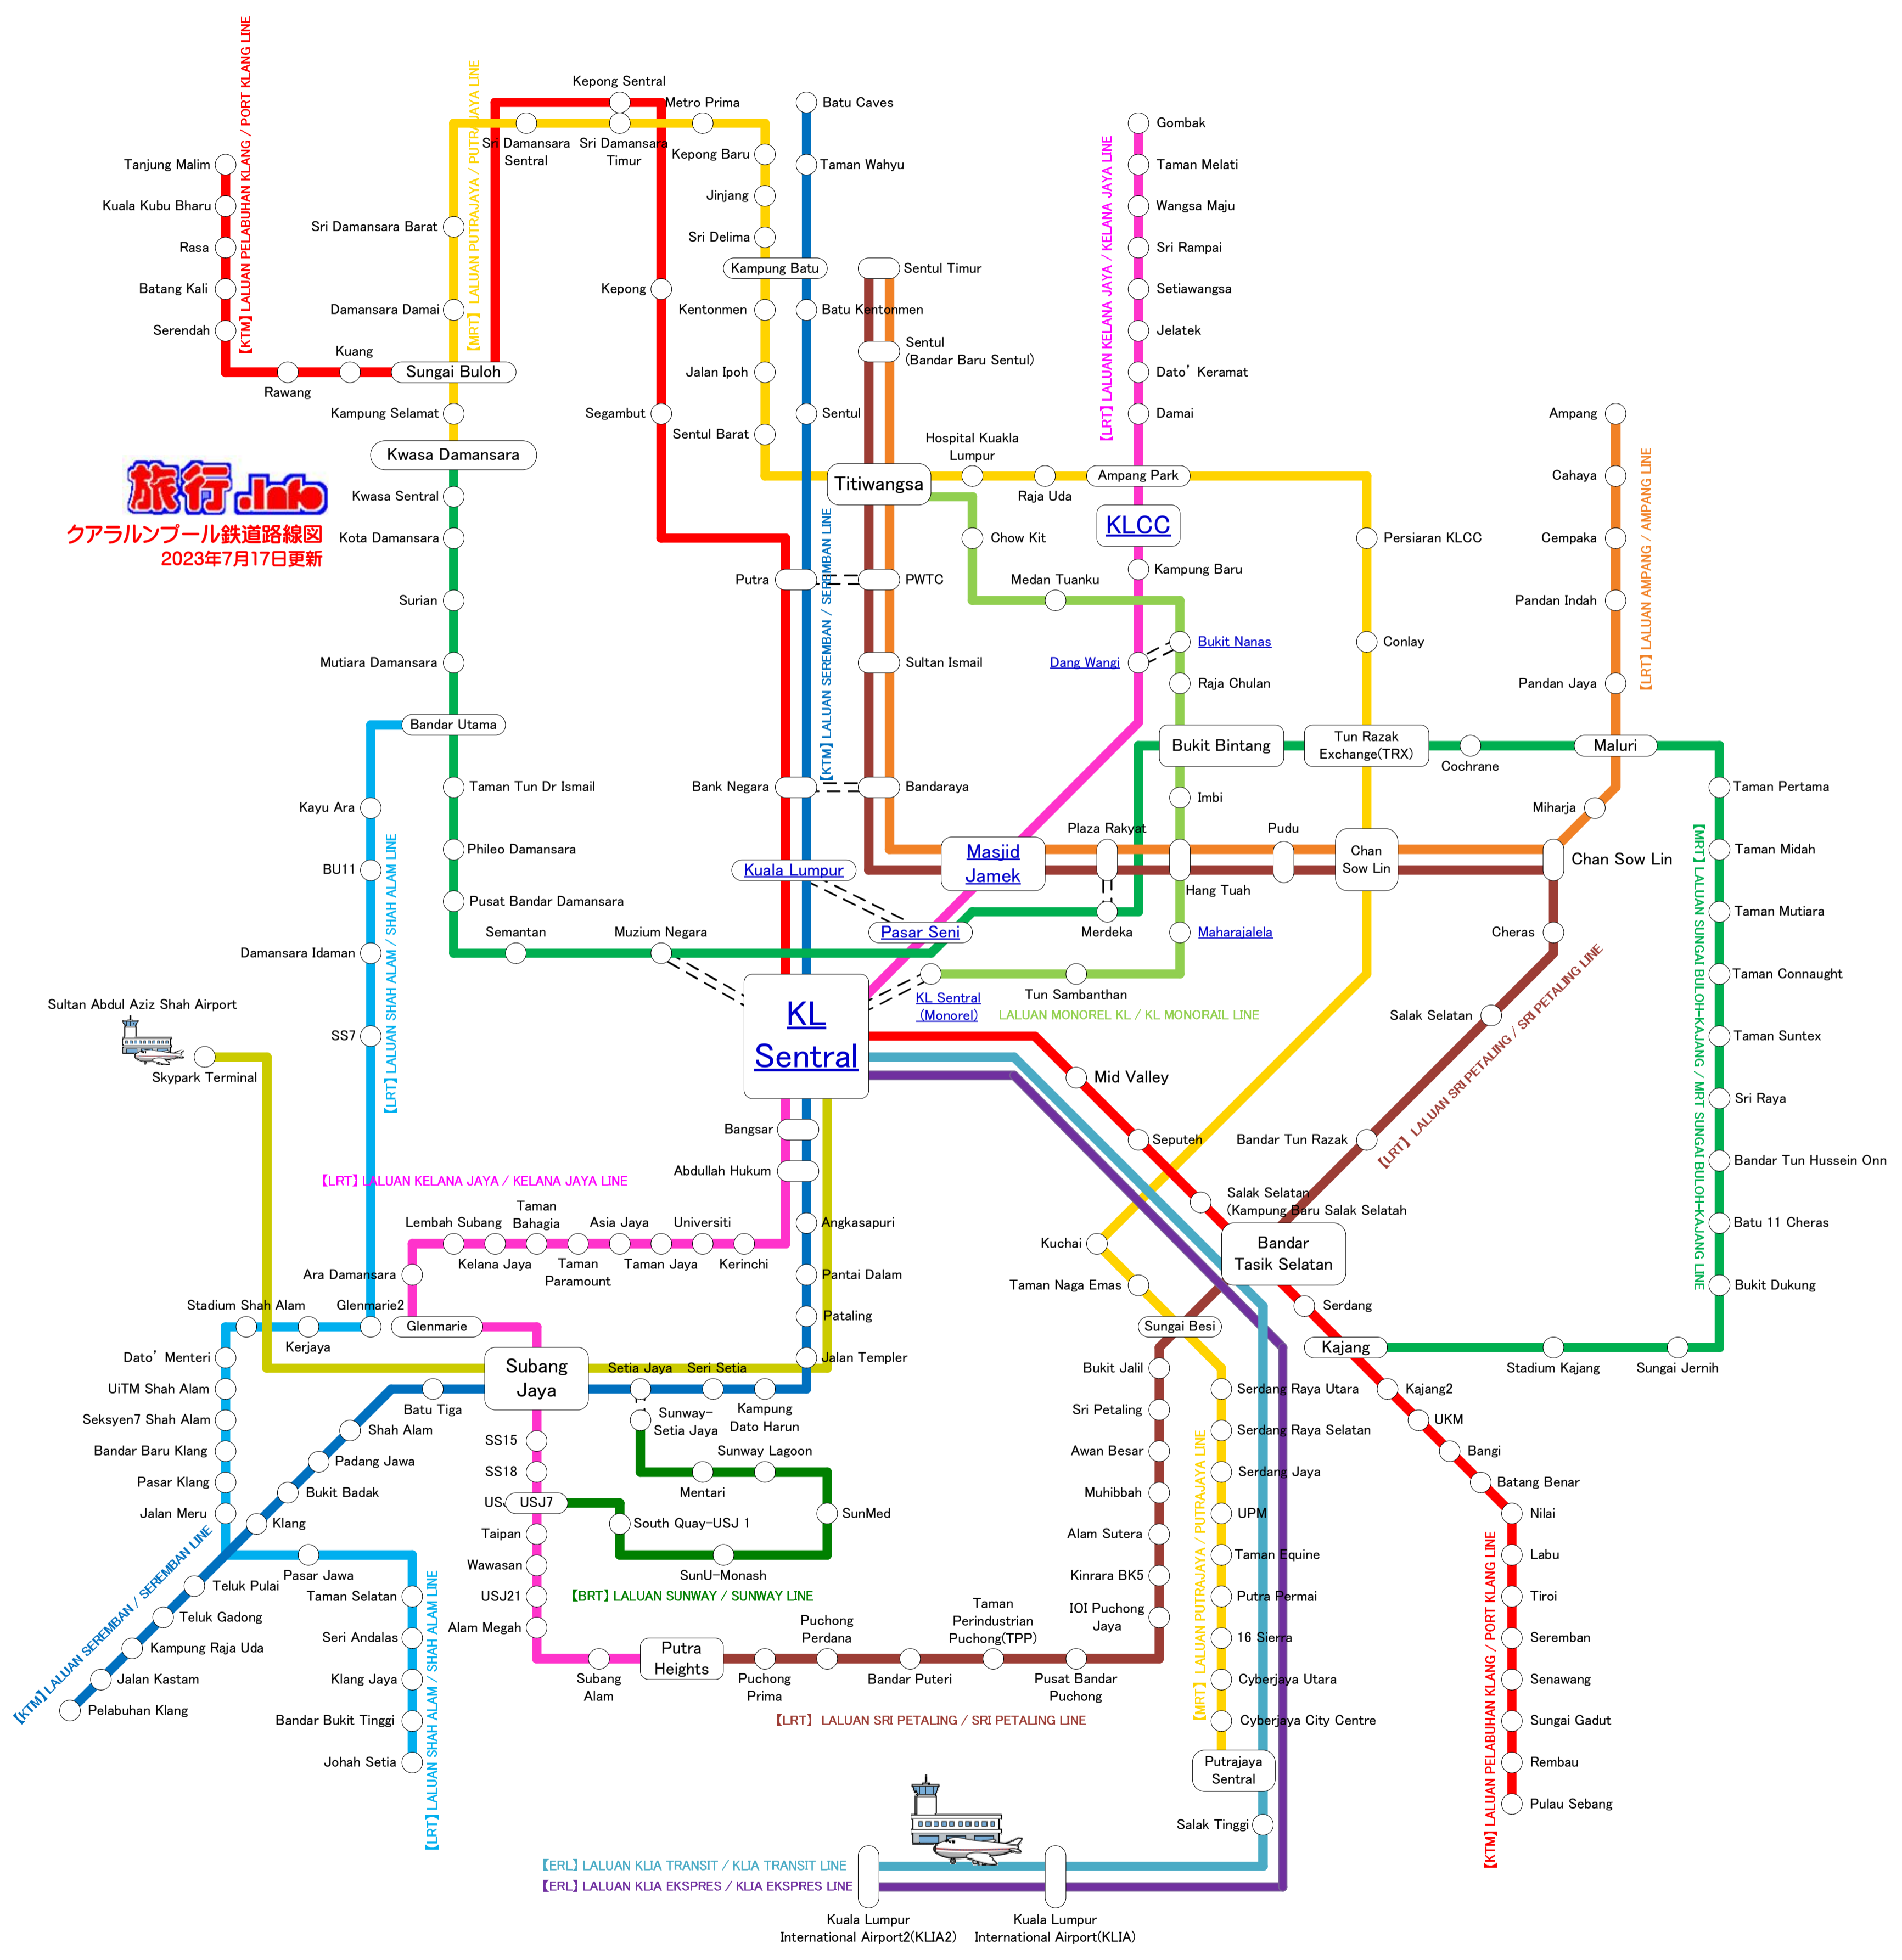 Kepong Sentral
Metro Prima
Batu Caves
Sri Damansara
Sentral
Sri Damansara
Timur
Kepong Baru
Taman Wahyu
Jinjang
Sri Delima
Kampung Batu
Kentonmen
Batu Kentonmen
Jalan Ipoh
Sentul
Sentul Barat
【KTM】LALUAN PELABUHAN KLANG / PORT KLANG LINE
Tanjung Malim
Kuala Kubu Bharu
Rasa
Batang Kali
Serendah
Rawang
Kuang
Sungai Buloh
【MRT】 LALUAN PUTRAJAYA / PUTRAJAYA LINE
Sri Damansara Barat
Damansara Damai
Kampung Selamat
Kwasa Damansara
Kepong
Segambut
Sentul Timur
Sentul
(Bandar Baru Sentul)
Titiwangsa
Hospital Kuakla
Lumpur
Raja Uda
Ampang Park
【LRT】LALUAN KELANA JAYA / KELANA JAYA LINE
Gombak
Taman Melati
Wangsa Maju
Sri Rampai
Setiawangsa
Jelatek
Dato' Keramat
Damai
KLCC
Kampung Baru
Dang Wangi
Ampang
Cahaya
Cempaka
Pandan Indah
Pandan Jaya
【LRT】LALUAN AMPANG / AMPANG LINE
Persiaran KLCC
Conlay
Chow Kit
Medan Tuanku
Bukit Nanas
Raja Chulan
Bukit Bintang
Tun Razak
Exchange(TRX)
Cochrane
Maluri
Miharja
旅行.Info
クアラルンプール鉄道路線図
2023年7月17日更新
Kwasa Sentral
Kota Damansara
Surian
Mutiara Damansara
Bandar Utama
Taman Tun Dr Ismail
Phileo Damansara
Pusat Bandar Damansara
Semantan
Muzium Negara
Kayu Ara
BU11
Damansara Idaman
SS7
【LRT】LALUAN SHAH ALAM / SHAH ALAM LINE
Putra
PWTC
【KTM】LALUAN SEREMBAN / SEREMBAN LINE
Sultan Ismail
Bank Negara
Bandaraya
Kuala Lumpur
Pasar Seni
Masjid
Jamek
Plaza Rakyat
Merdeka
Imbi
Hang Tuah
Pudu
Chan
Sow Lin
Chan Sow Lin
Maharajalela
KL Sentral
(Monorel)
Tun Sambanthan
LALUAN MONOREL KL / KL MONORAIL LINE
KL
Sentral
Taman Pertama
Taman Midah
Taman Mutiara
Taman Connaught
Taman Suntex
Sri Raya
Bandar Tun Hussein Onn
Batu 11 Cheras
Bukit Dukung
【MRT】LALUAN SUNGAI BULOH-KAJANG / MRT SUNGAI BULOH-KAJANG LINE
Cheras
Salak Selatan
Bandar Tun Razak
【LRT】 LALUAN SRI PETALING / SRI PETALING LINE
Sultan Abdul Aziz Shah Airport
Skypark Terminal
Mid Valley
Seputeh
Salak Selatan
(Kampung Baru Salak Selatah
Bandar
Tasik Selatan
Bangsar
Abdullah Hukum
【LRT】LALUAN KELANA JAYA / KELANA JAYA LINE
Lembah Subang
Taman
Bahagia
Asia Jaya
Universiti
Kelana Jaya
Taman
Paramount
Taman Jaya
Kerinchi
Ara Damansara
Glenmarie
Angkasapuri
Pantai Dalam
Pataling
Jalan Templer
Kuchai
Taman Naga Emas
Sungai Besi
Serdang
Kajang
Stadium Kajang
Sungai Jernih
Stadium Shah Alam
Glenmarie2
Kerjaya
Dato' Menteri
UiTM Shah Alam
Seksyen7 Shah Alam
Bandar Baru Klang
Pasar Klang
Jalan Meru
Pasar Jawa
Taman Selatan
Seri Andalas
Klang Jaya
Bandar Bukit Tinggi
Johah Setia
【LRT】LALUAN SHAH ALAM / SHAH ALAM LINE
Subang
Jaya
Setia Jaya
Seri Setia
Kampung
Dato Harun
Batu Tiga
Shah Alam
Padang Jawa
Bukit Badak
Klang
Teluk Pulai
Teluk Gadong
Kampung Raja Uda
Jalan Kastam
Pelabuhan Klang
【KTM】LALUAN SEREMBAN / SEREMBAN LINE
Sunway-
Setia Jaya
Sunway Lagoon
Mentari
SunMed
South Quay-USJ 1
SunU-Monash
【BRT】LALUAN SUNWAY / SUNWAY LINE
SS15
SS18
USJ7
Taipan
Wawasan
USJ21
Alam Megah
Subang
Alam
Putra
Heights
Puchong
Prima
Puchong
Perdana
Bandar Puteri
Taman
Perindustrian
Puchong(TPP)
Pusat Bandar
Puchong
【LRT】 LALUAN SRI PETALING / SRI PETALING LINE
Bukit Jalil
Sri Petaling
Awan Besar
Muhibbah
Alam Sutera
Kinrara BK5
IOI Puchong
Jaya
Serdang Raya Utara
Serdang Raya Selatan
Serdang Jaya
UPM
Taman Equine
Putra Permai
16 Sierra
Cyberjaya Utara
Cyberjaya City Centre
Putrajaya
Sentral
【MRT】 LALUAN PUTRAJAYA / PUTRAJAYA LINE
Salak Tinggi
Kajang2
UKM
Bangi
Batang Benar
Nilai
Labu
Tiroi
Seremban
Senawang
Sungai Gadut
Rembau
Pulau Sebang
【KTM】LALUAN PELABUHAN KLANG / PORT KLANG LINE
【ERL】LALUAN KLIA TRANSIT / KLIA TRANSIT LINE
【ERL】LALUAN KLIA EKSPRES / KLIA EKSPRES LINE
Kuala Lumpur
International Airport2(KLIA2)
Kuala Lumpur
International Airport(KLIA)